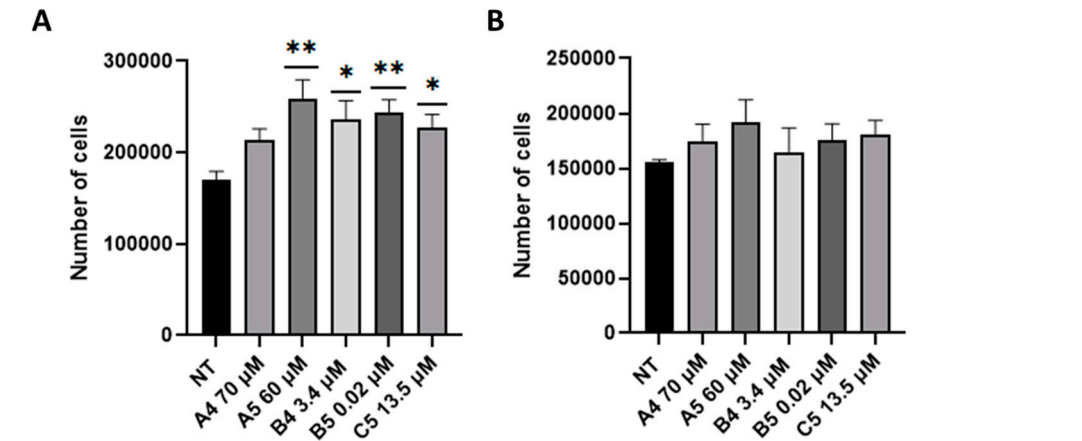 A
Number of cells
300000
200000
100000
0
**
*
**
*
NT
A4 70 µM
A5 60 µM
B4 3.4 µM
B5 0.02 µM
C5 13.5 µM
B
Number of cells
250000
200000
150000
100000
50000
0
NT
A4 70 µM
A5 60 µM
B4 3.4 µM
B5 0.02 µM
C5 13.5 µM